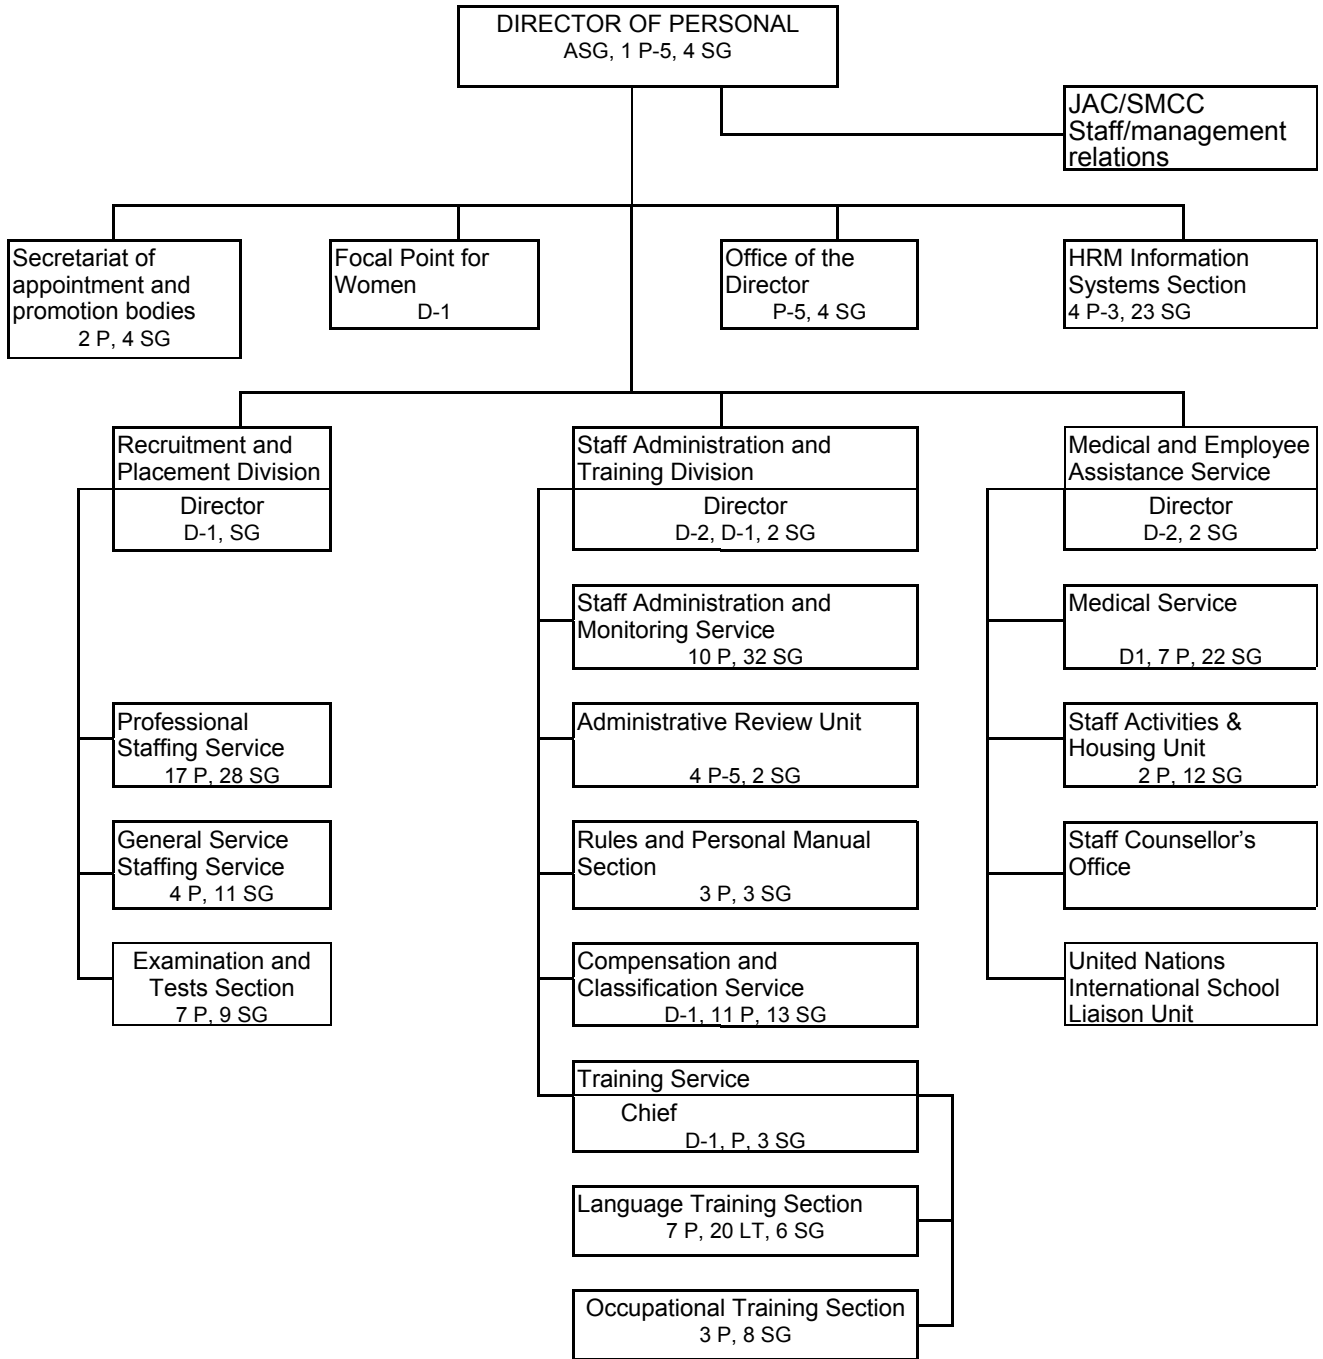 DIRECTOR OF PERSONAL
ASG, 1 P-5, 4 SG
JAC/SMCC
Staff/management
relations
Secretariat of
appointment and
promotion bodies
2 P, 4 SG
Focal Point for
Women
D-1
Office of the
Director
P-5, 4 SG
HRM Information
Systems Section
4 P-3, 23 SG
Recruitment and
Placement Division
Director
D-1, SG
Staff Administration and
Training Division
Director
D-2, D-1, 2 SG
Medical and Employee
Assistance Service
Director
D-2, 2 SG
Staff Administration and
Monitoring Service
10 P, 32 SG
Medical Service
D1, 7 P, 22 SG
Professional
Staffing Service
17 P, 28 SG
Administrative Review Unit
4 P-5, 2 SG
Staff Activities &
Housing Unit
2 P, 12 SG
General Service
Staffing Service
4 P, 11 SG
Rules and Personal Manual
Section
3 P, 3 SG
Staff Counsellor's
Office
Examination and
Tests Section
7 P, 9 SG
Compensation and
Classification Service
D-1, 11 P, 13 SG
United Nations
International School
Liaison Unit
Training Service
Chief
D-1, P, 3 SG
Language Training Section
7 P, 20 LT, 6 SG
Occupational Training Section
3 P, 8 SG